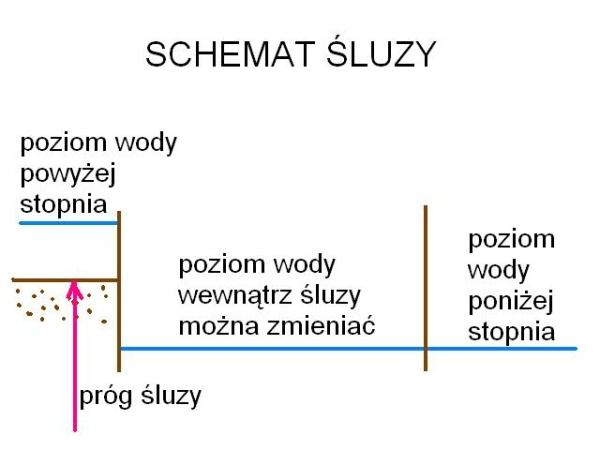 SCHEMAT ŚLUZY
poziom wody
powyżej
stopnia
poziom wody
wewnątrz śluzy
można zmieniać
poziom
wody
poniżej
stopnia
próg śluzy